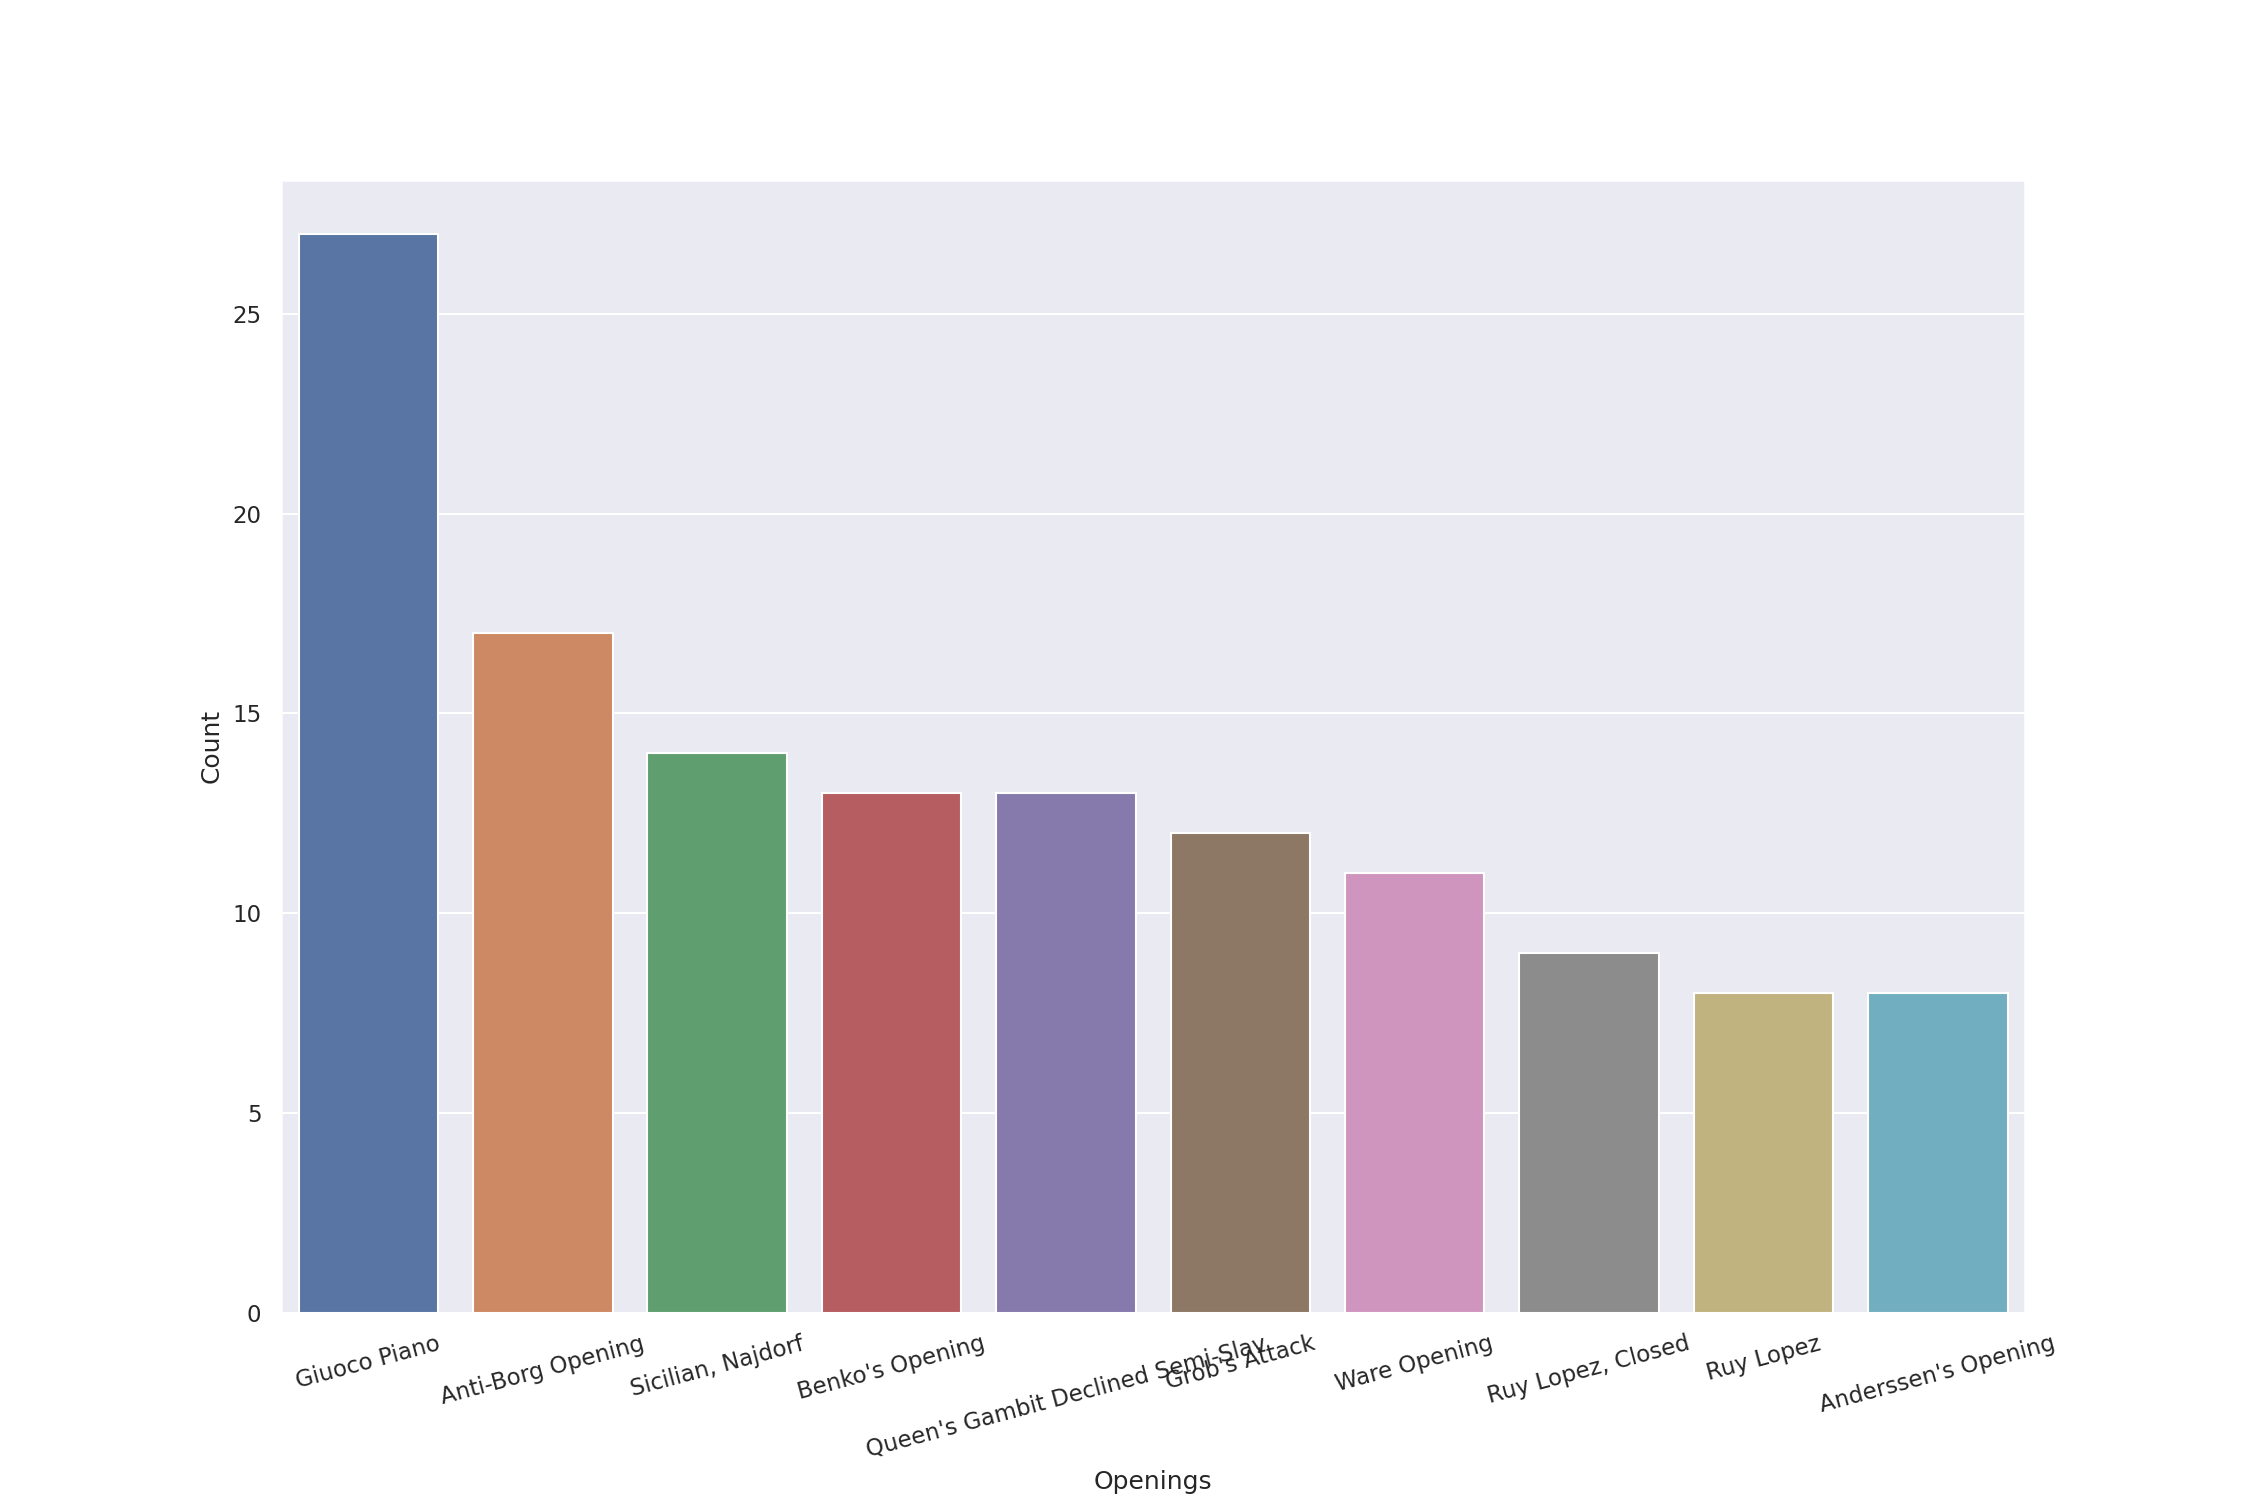 25
20
15
10
5
0
Count
Giuoco Piano
Anti-Borg Opening
Sicilian, Najdorf
Benko's Opening
Queen's Gambit Declined Semi-Slav
Grob's Attack
Ware Opening
Ruy Lopez, Closed
Ruy Lopez
Anderssen's Opening
Openings